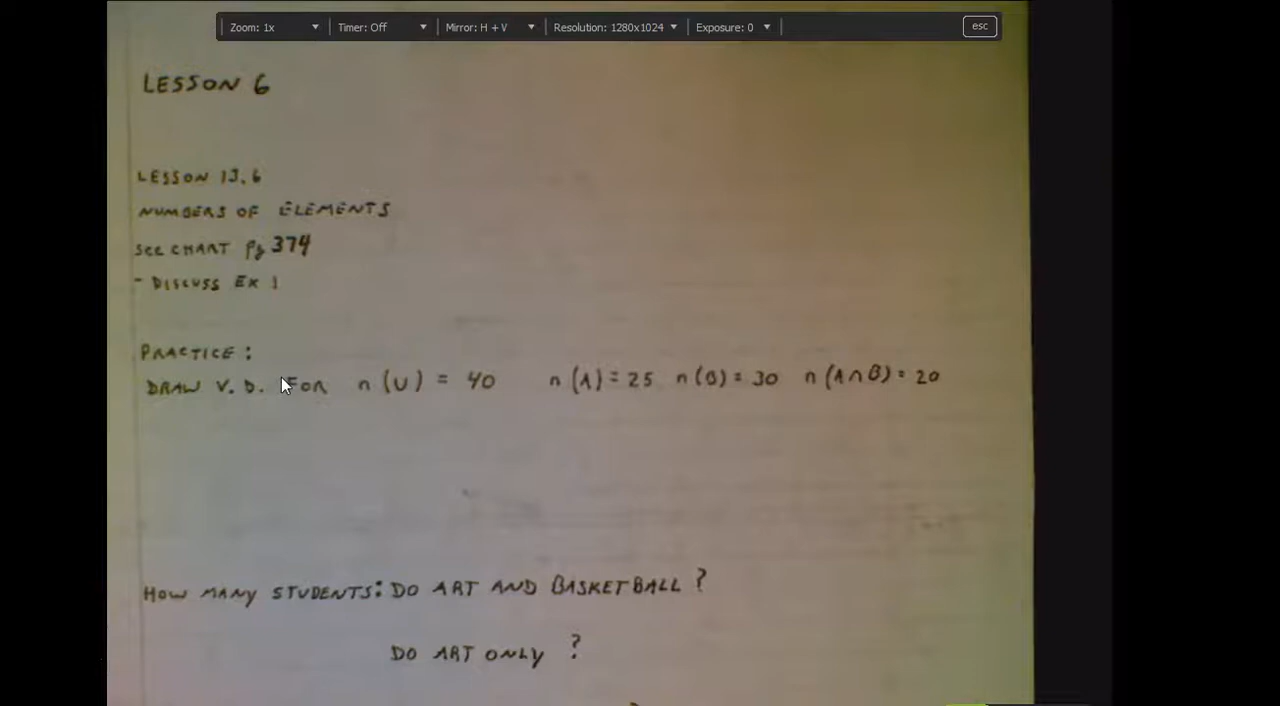 Zoom: 1x Timer: Off Mirror: H + V Resolution: 1280x1024 Exposure: 0 esc
LESSON 6
LESSON 13.6
NUMBERS OF ELEMENTS
SEE CHART Pg 374
- DISCUSS EX 1
PRACTICE:
DRAW V. D. FOR n (U) = 40 n (A) = 25 n (B) = 30 n (A ∩ B) = 20
HOW MANY STUDENTS: DO ART AND BASKETBALL?
DO ART ONLY ?